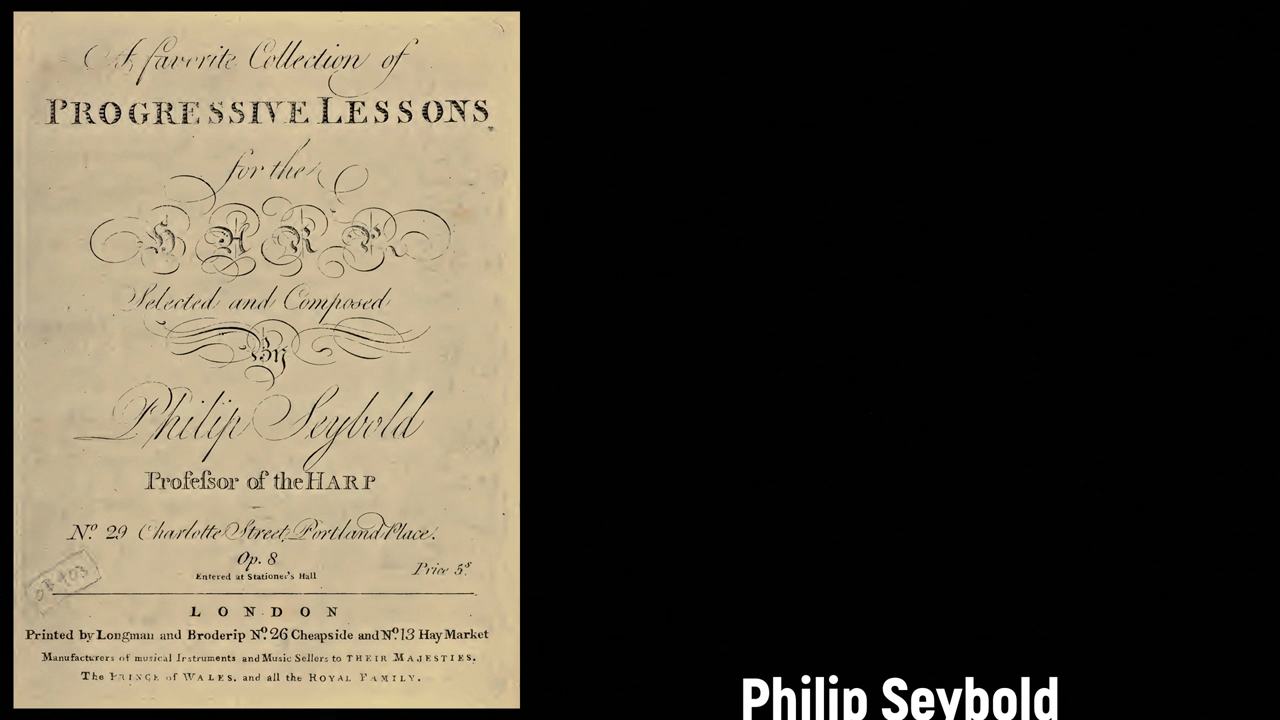 A favorite Collection of
PROGRESSIVE LESSONS
for the
HARP
Selected and Composed
By
Philip Seybold
Profeſsor of the HARP
No. 29 Charlotte Street, Portland Place.
Op. 8
Entered at Stationer's Hall
Price 5s.
LONDON
Printed by Longman and Broderip No. 26 Cheapside and No. 13 Hay Market
Manufacturers of musical Instruments and Music Sellers to THEIR MAJESTIES,
The PRINCE of WALES, and all the ROYAL FAMILY.
Philip Seybold